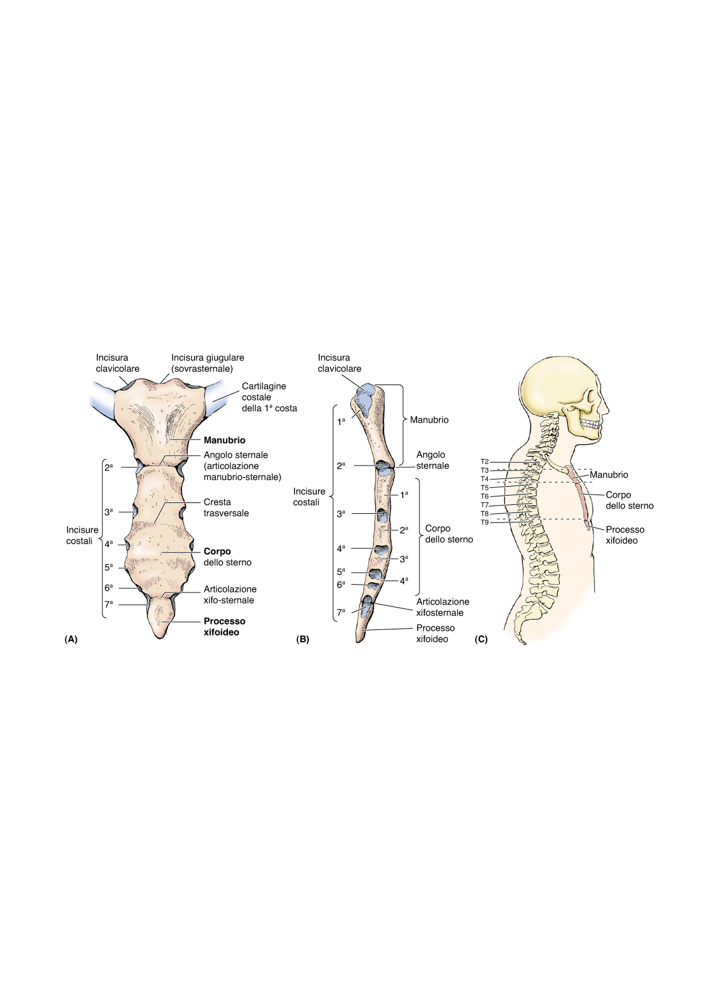 Incisura
clavicolare
Incisura giugulare
(sovrasternale)
Cartilagine
costale
della 1ª costa
Manubrio
Angolo sternale
(articolazione
manubrio-sternale)
Cresta
trasversale
Corpo
dello sterno
Articolazione
xifo-sternale
Processo
xifoideo
Incisure
costali
2ª
3ª
4ª
5ª
6ª
7ª
(A)
Incisura
clavicolare
Manubrio
Angolo
sternale
Incisure
costali
1ª
2ª
3ª
4ª
5ª
6ª
7ª
1ª
2ª
3ª
4ª
Corpo
dello sterno
Articolazione
xifosternale
Processo
xifoideo
(B)
T2
T3
T4
T5
T6
T7
T8
T9
Manubrio
Corpo
dello sterno
Processo
xifoideo
(C)